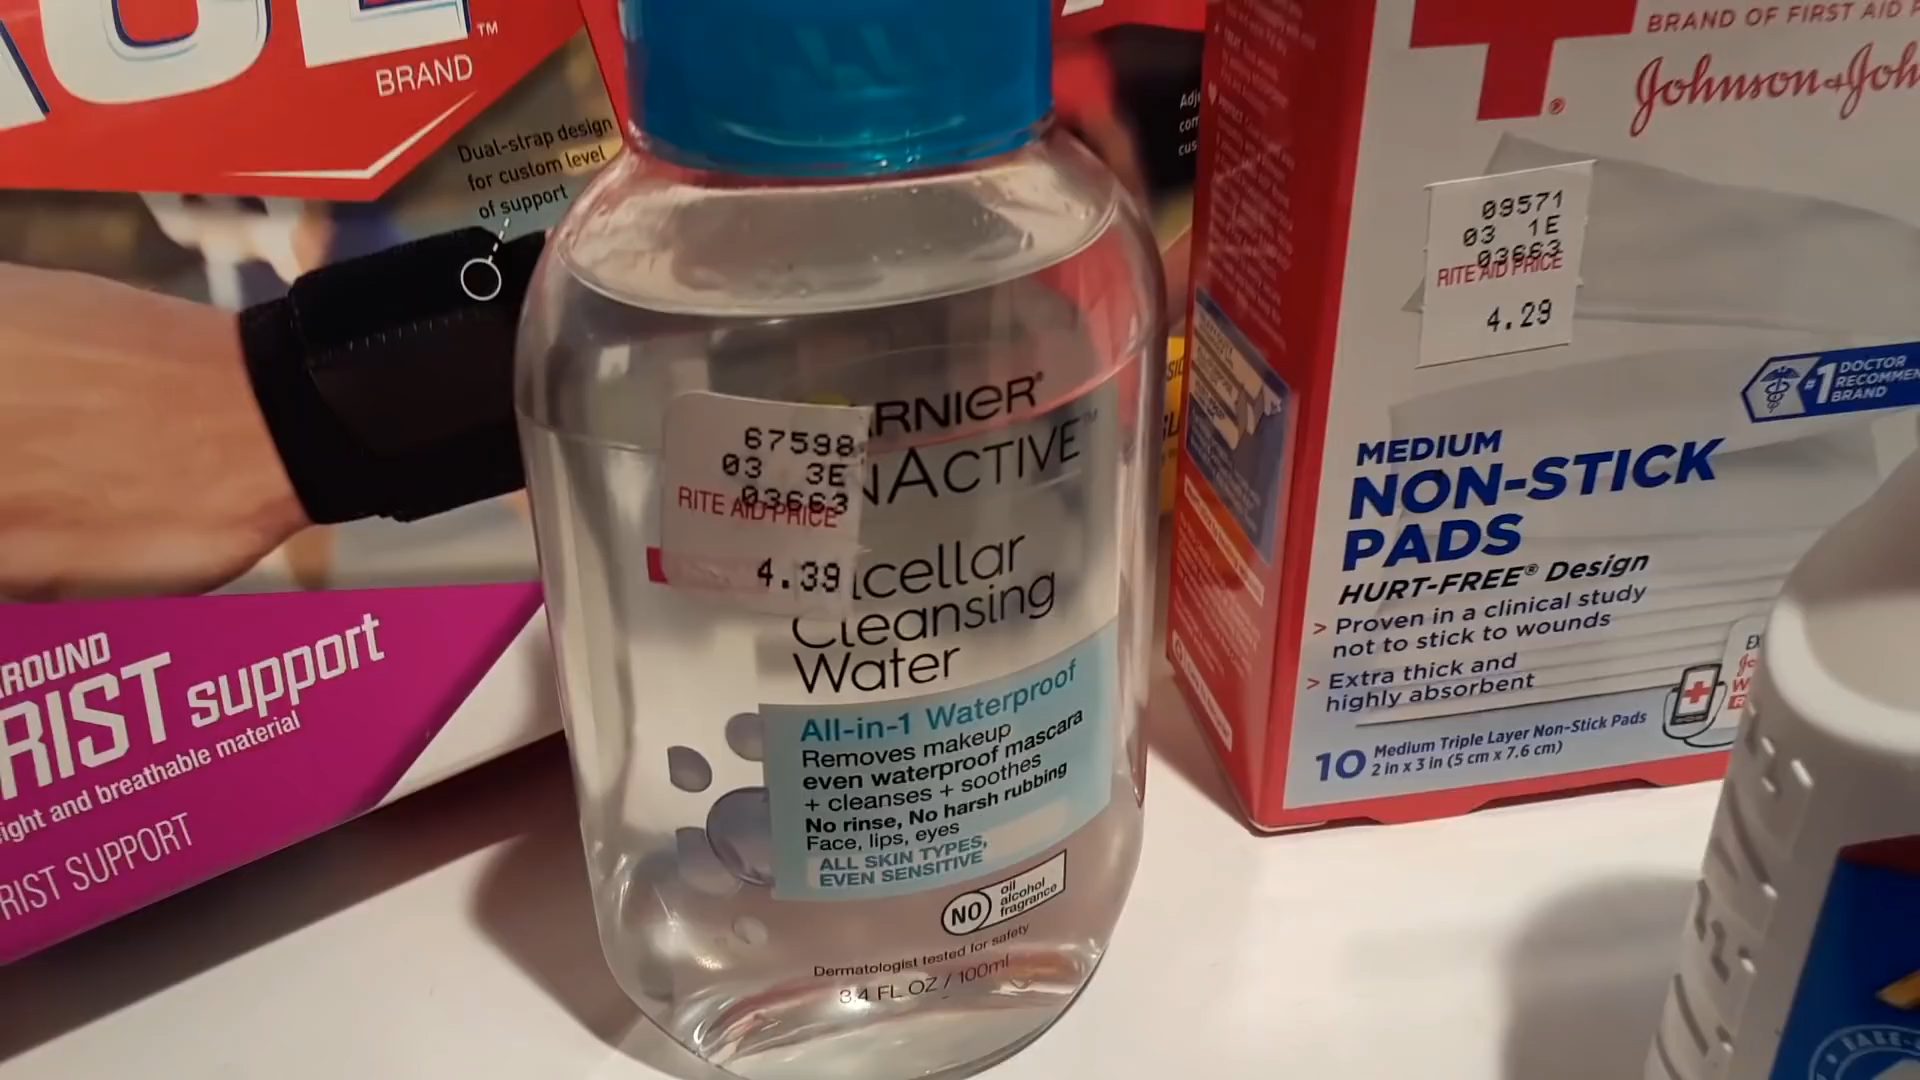 BRAND
Dual-strap design
for custom level
of support
ROUND
RIST support
ight and breathable material
RIST SUPPORT
67598
03 3E
03663
RITE AID PRICE
4.39
RNIER
NACTIVE™
icellar
Cleansing
Water
All-in-1 Waterproof
Removes makeup
even waterproof mascara
+ cleanses + soothes
No rinse, No harsh rubbing
Face, lips, eyes
ALL SKIN TYPES,
EVEN SENSITIVE
NO oil
alcohol
fragrance
Dermatologist tested for safety
3.4 FL OZ / 100ml
BRAND OF FIRST AID
Johnson & Joh
09571
03 1E
03663
RITE AID PRICE
4.29
#1 DOCTOR
RECOMMEN
BRAND
MEDIUM
NON-STICK
PADS
HURT-FREE® Design
> Proven in a clinical study
not to stick to wounds
> Extra thick and
highly absorbent
10 Medium Triple Layer Non-Stick Pads
2 in x 3 in (5 cm x 7.6 cm)